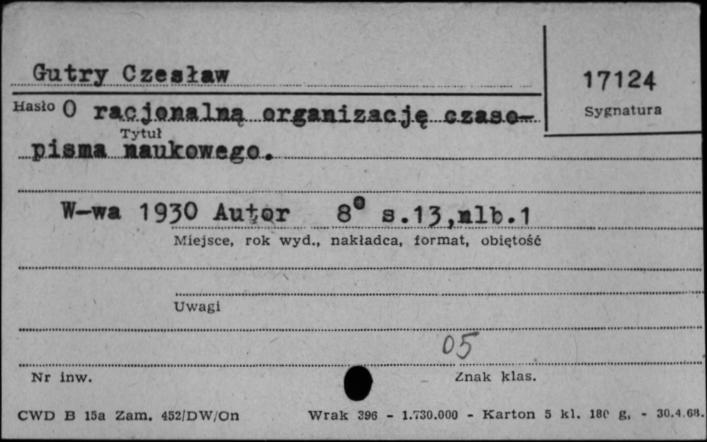 Gutry Czesław
17124
Hasło O racjonalną organizację czaso-
Sygnatura
Tytuł
pisma naukowego.
W-wa 1930 Autor 8° s.13,nlb.1
Miejsce, rok wyd., nakładca, format, obiętość
Uwagi
05
Nr inw.
Znak klas.
CWD B 15a Zam. 452/DW/On Wrak 396 - 1.730.000 - Karton 5 kl. 180 g. - 30.4.68.